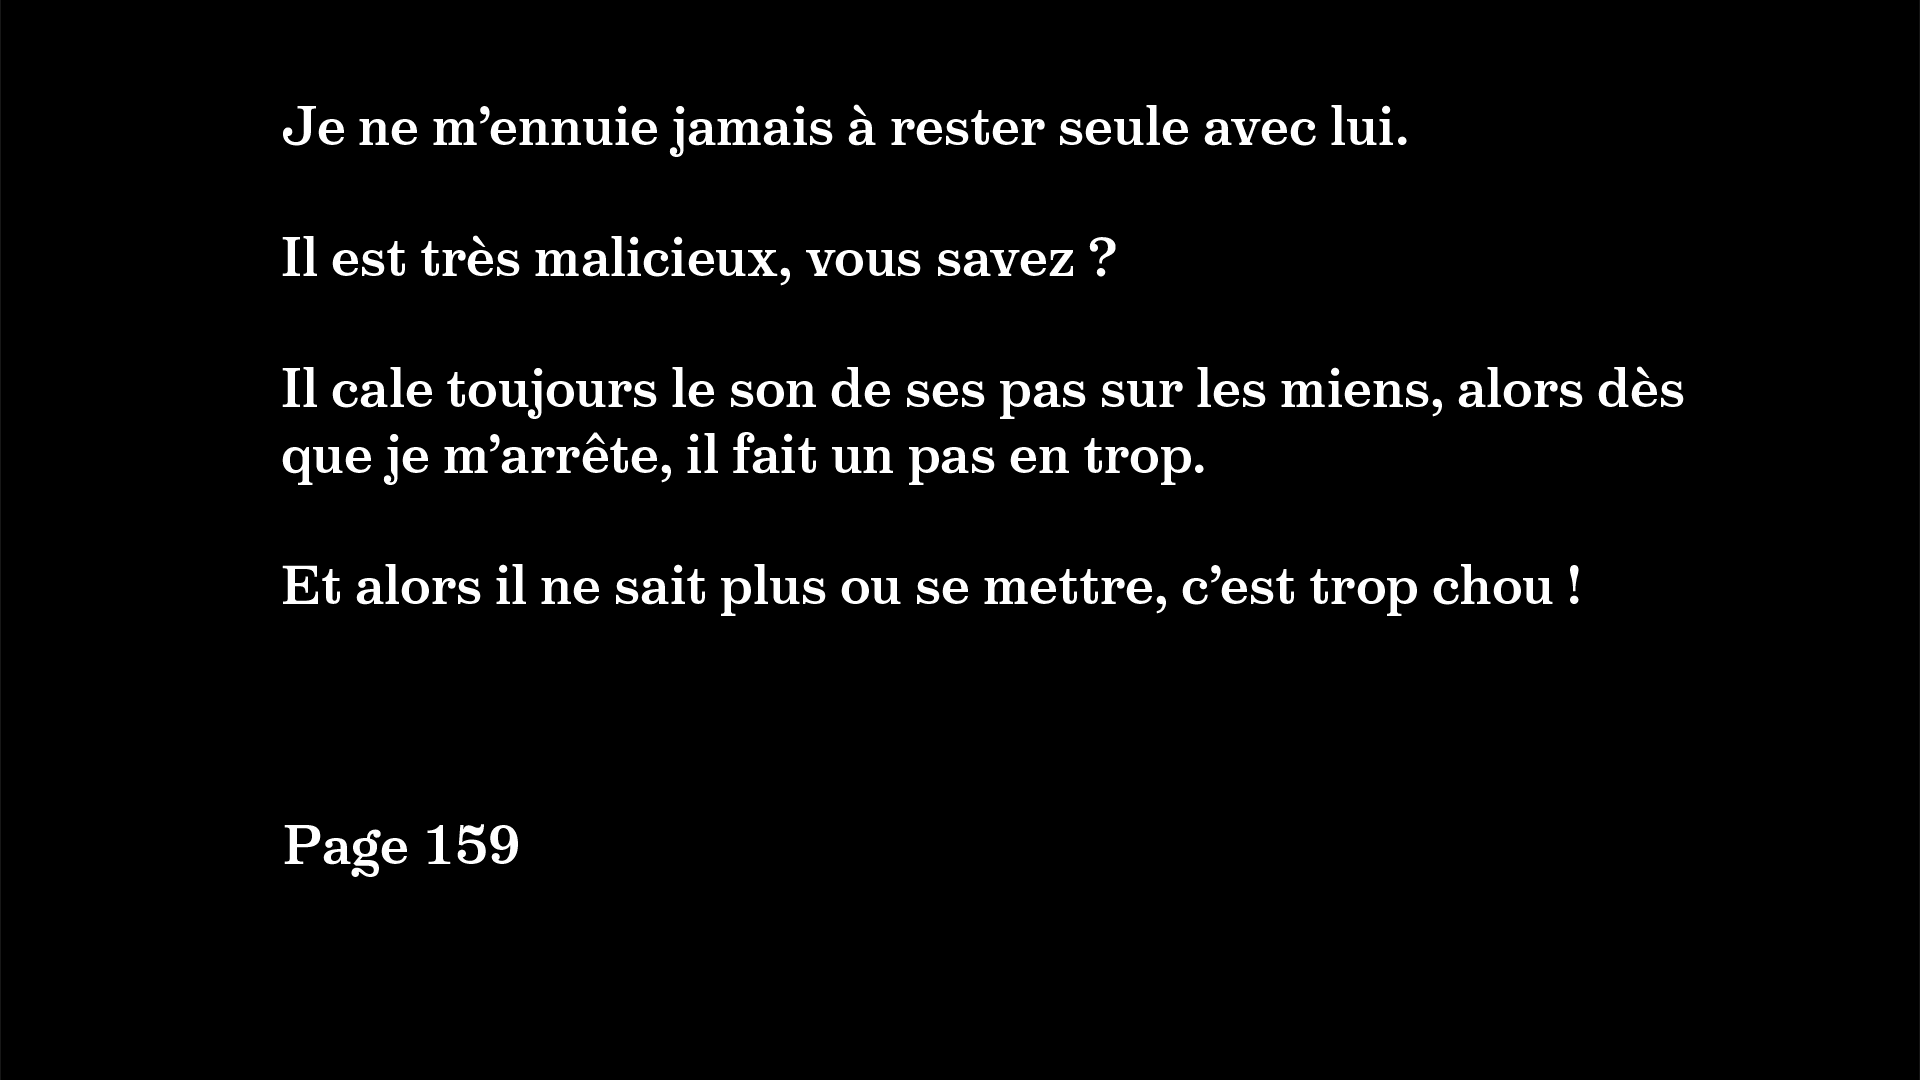 Je ne m’ennuie jamais à rester seule avec lui.
Il est très malicieux, vous savez ?
Il cale toujours le son de ses pas sur les miens, alors dès
que je m’arrête, il fait un pas en trop.
Et alors il ne sait plus ou se mettre, c’est trop chou !
Page 159